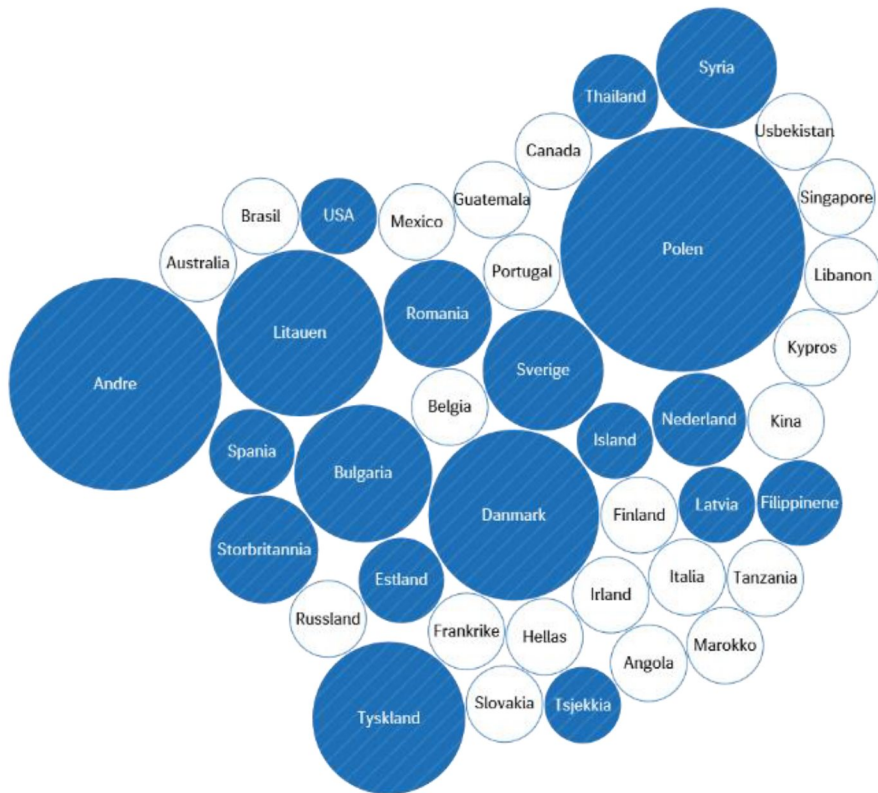 Syria
Thailand
Usbekistan
Canada
Singapore
Guatemala
Brasil
USA
Mexico
Polen
Australia
Portugal
Libanon
Romania
Litauen
Kypros
Sverige
Andre
Belgia
Nederland
Kina
Island
Spania
Bulgaria
Latvia
Filippinene
Danmark
Finland
Storbritannia
Estland
Italia
Tanzania
Irland
Russland
Frankrike
Hellas
Marokko
Angola
Slovakia
Tsjekkia
Tyskland